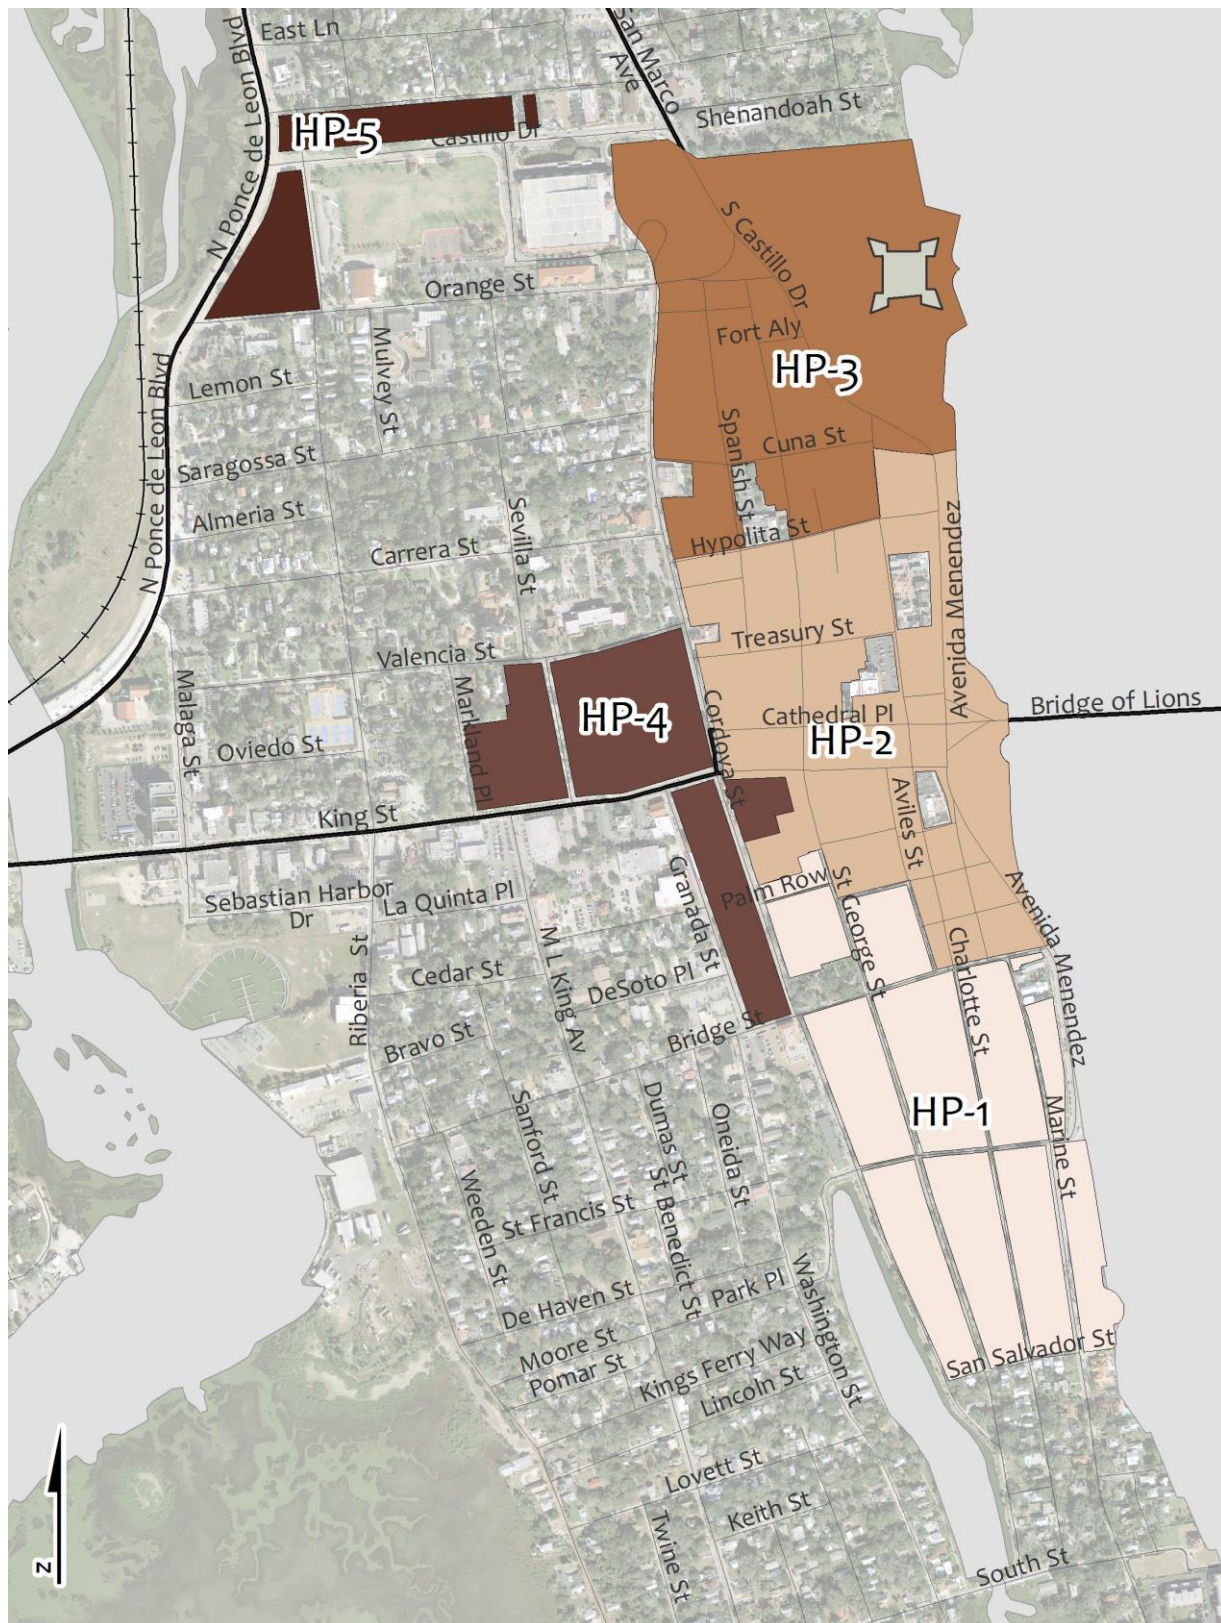 East Ln
San Marco
Ave
N Ponce de Leon Blvd
Shenandoah St
HP-5
Castillo Dr
S Castillo Dr
Orange St
Fort Aly
HP-3
Mulvey St
Lemon St
N Ponce de Leon Blvd
Spanish St
Cuna St
Saragossa St
Almeria St
Sevilla St
Hypolita St
Carrera St
Avenida Menendez
Treasury St
Valencia St
Malaga St
Markland Pl
HP-4
Cordova St
Cathedral Pl
HP-2
Bridge of Lions
Oviedo St
King St
Aviles St
Sebastian Harbor
Dr
La Quinta Pl
Granada St
Palm Row
St George St
Avenida Menendez
Charlotte St
Riberia St
Cedar St
M L King Av
DeSoto Pl
Bravo St
Bridge St
HP-1
Sanford St
Dumas St
Oneida St
Marine St
Weeden St
St Francis St
St Benedict St
De Haven St
Park Pl
Washington St
Moore St
Pomar St
Kings Ferry Way
Lincoln St
San Salvador St
Lovett St
Keith St
Twine St
South St
N